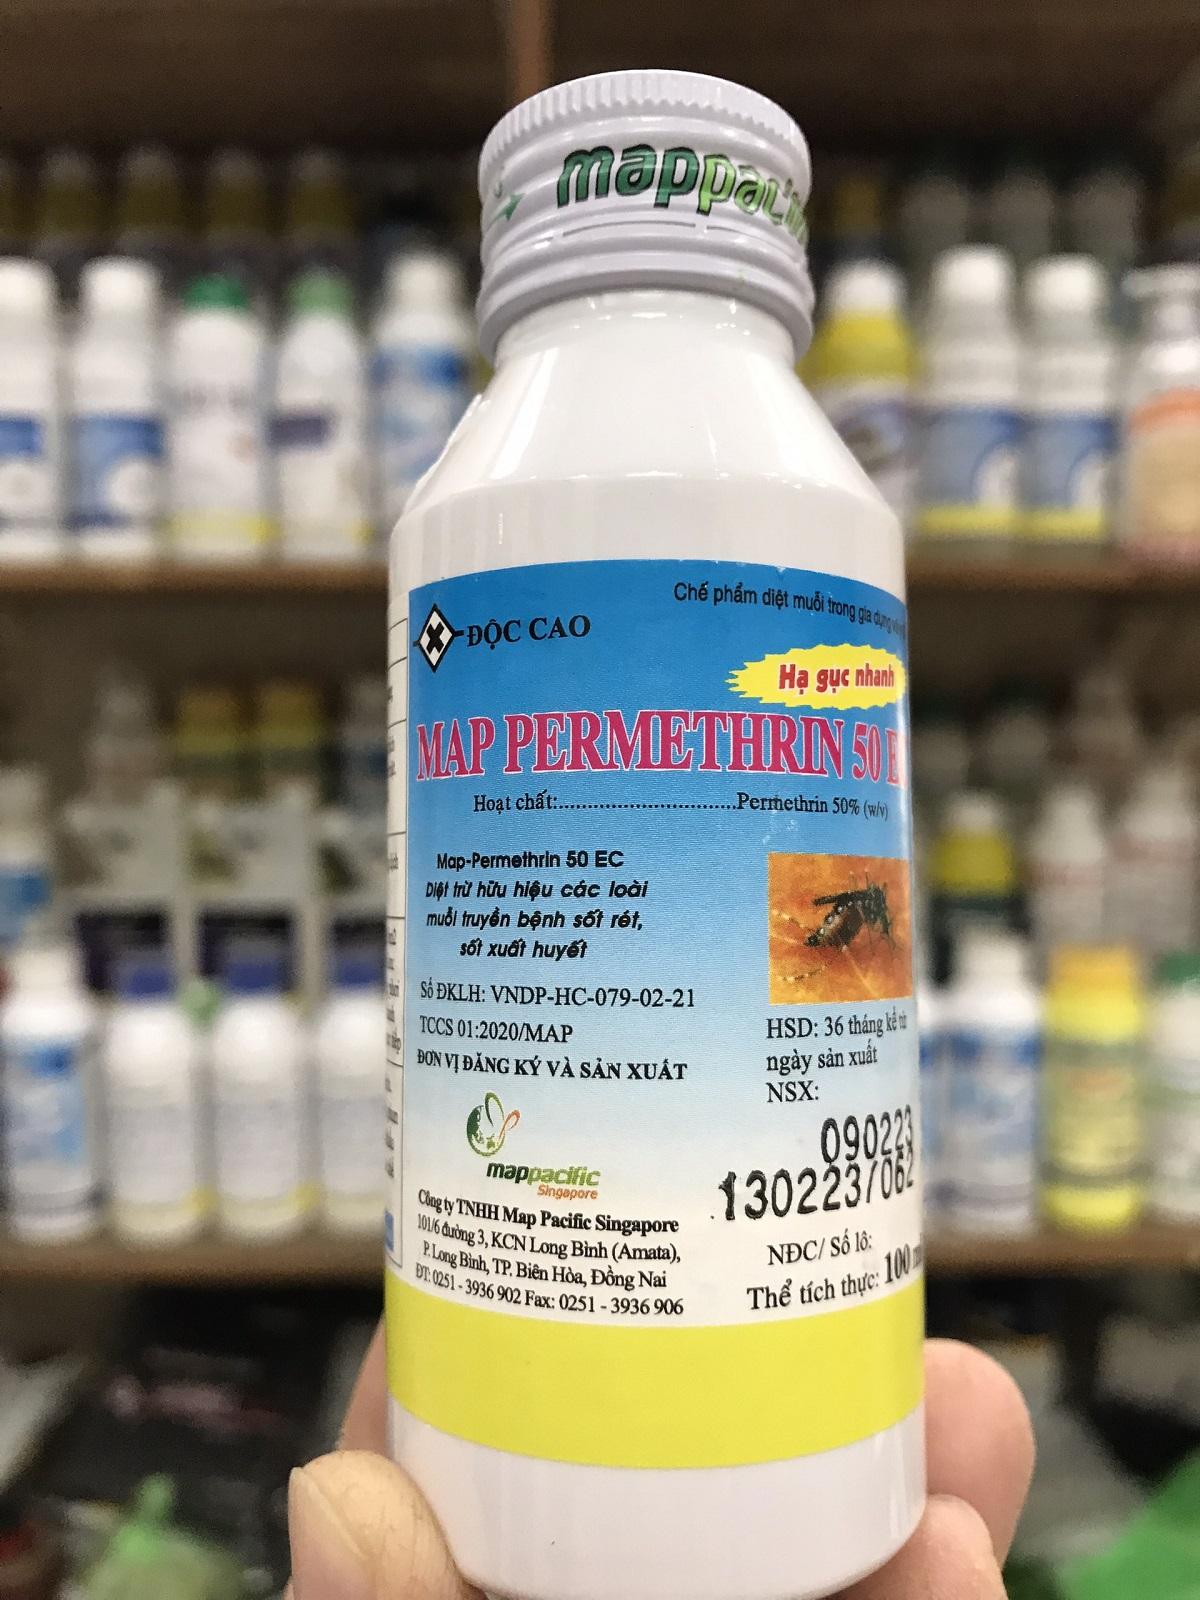 mappacific
Chế phẩm diệt muỗi trong gia dụng
ĐỘC CAO
Hạ gục nhanh
MAP PERMETHRIN 50 E
Hoạt chất:..............................Permethrin 50% (w/v)
Map-Permethrin 50 EC
Diệt trừ hữu hiệu các loài
muỗi truyền bệnh sốt rét,
sốt xuất huyết
Số ĐKLH: VNDP-HC-079-02-21
TCCS 01:2020/MAP
ĐƠN VỊ ĐĂNG KÝ VÀ SẢN XUẤT
mappacific
Singapore
Công ty TNHH Map Pacific Singapore
101/6 đường 3, KCN Long Bình (Amata),
P. Long Bình, TP. Biên Hòa, Đồng Nai
ĐT: 0251 - 3936 902 Fax: 0251 - 3936 906
HSD: 36 tháng kể từ
ngày sản xuất
NSX:
090223
130223/062
NĐC/ Số lô:
Thể tích thực: 100